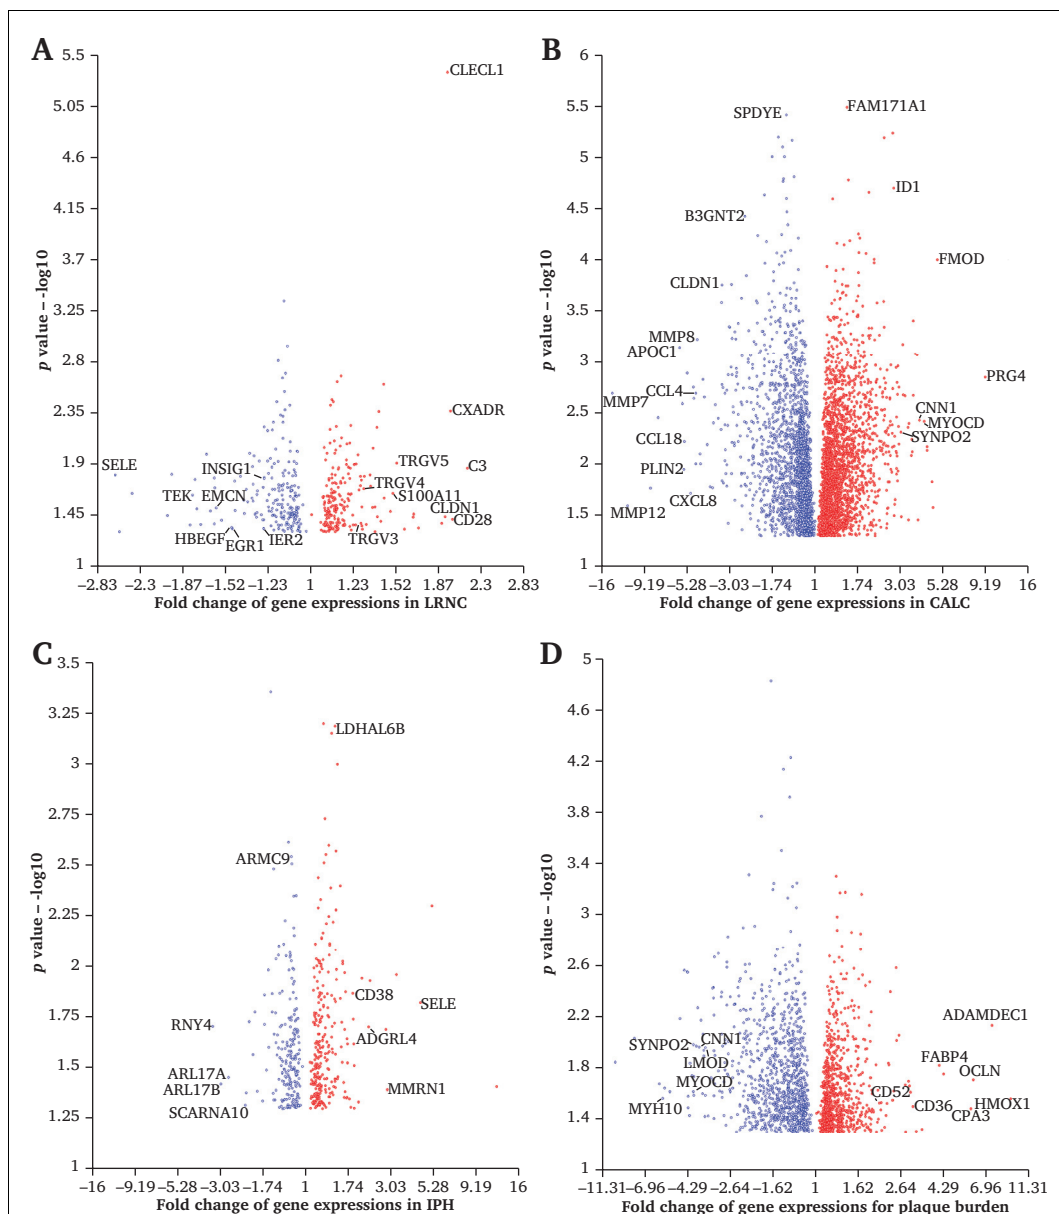 A
5.5
5.05
4.6
4.15
3.7
3.25
2.8
2.35
1.9
1.45
1
p value – -log10
CLECL1
CXADR
SELE
INSIG1
TRGV5
C3
TRGV4
TEK
EMCN
S100A11
CLDN1
CD28
HBEGF
EGR1
IER2
TRGV3
−2.83 −2.3 −1.87 −1.52 −1.23 1 1.23 1.52 1.87 2.3 2.83
Fold change of gene expressions in LRNC
B
6
5.5
5
4.5
4
3.5
3
2.5
2
1.5
1
p value – -log10
SPDYE
FAM171A1
ID1
B3GNT2
FMOD
CLDN1
MMP8
APOC1
PRG4
CCL4
MMP7
CNN1
MYOCD
SYNPO2
CCL18
PLIN2
CXCL8
MMP12
−16 −9.19 −5.28 −3.03 −1.74 1 1.74 3.03 5.28 9.19 16
Fold change of gene expressions in CALC
C
3.5
3.25
3
2.75
2.5
2.25
2
1.75
1.5
1.25
1
p value – -log10
LDHAL6B
ARMC9
CD38
SELE
RNY4
ADGRL4
ARL17A
ARL17B
MMRN1
SCARNA10
−16 −9.19 −5.28 −3.03 −1.74 1 1.74 3.03 5.28 9.19 16
Fold change of gene expressions in IPH
D
5
4.6
4.2
3.8
3.4
3
2.6
2.2
1.8
1.4
1
p value – -log10
ADAMDEC1
SYNPO2
CNN1
LMOD
FABP4
OCLN
MYOCD
CD52
MYH10
CD36
HMOX1
CPA3
−11.31 −6.96 −4.29 −2.64 −1.62 1 1.62 2.64 4.29 6.96 11.31
Fold change of gene expressions for plaque burden